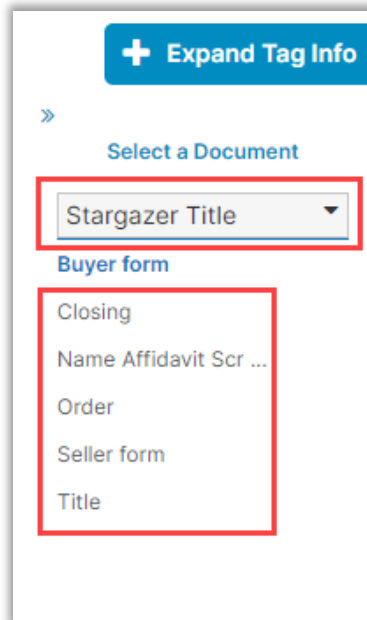 Expand Tag Info
Select a Document
Stargazer Title
Buyer form
Closing
Name Affidavit Scr ...
Order
Seller form
Title